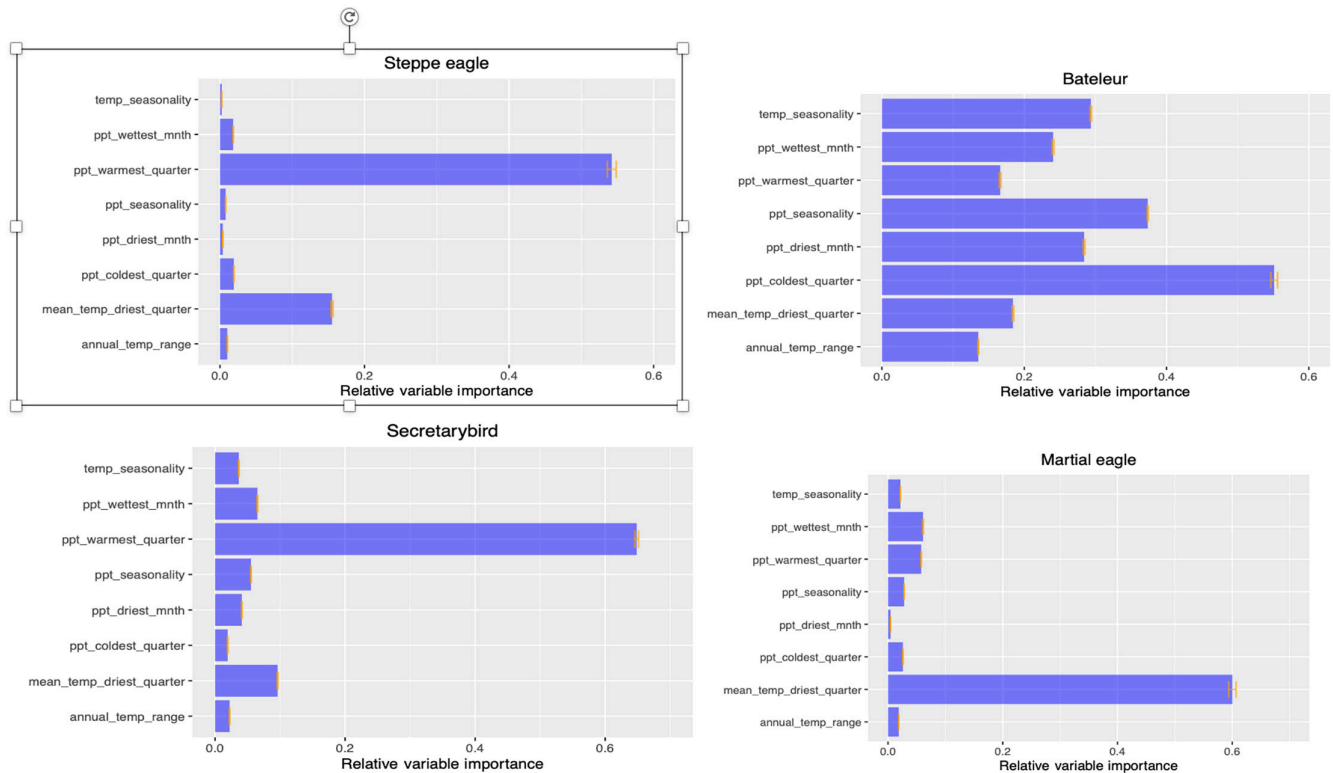 Steppe eagle
temp_seasonality
ppt_wettest_mnth
ppt_warmest_quarter
ppt_seasonality
ppt_driest_mnth
ppt_coldest_quarter
mean_temp_driest_quarter
annual_temp_range
0.0 0.2 0.4 0.6
Relative variable importance
Bateleur
temp_seasonality
ppt_wettest_mnth
ppt_warmest_quarter
ppt_seasonality
ppt_driest_mnth
ppt_coldest_quarter
mean_temp_driest_quarter
annual_temp_range
0.0 0.2 0.4 0.6
Relative variable importance
Secretarybird
temp_seasonality
ppt_wettest_mnth
ppt_warmest_quarter
ppt_seasonality
ppt_driest_mnth
ppt_coldest_quarter
mean_temp_driest_quarter
annual_temp_range
0.0 0.2 0.4 0.6
Relative variable importance
Martial eagle
temp_seasonality
ppt_wettest_mnth
ppt_warmest_quarter
ppt_seasonality
ppt_driest_mnth
ppt_coldest_quarter
mean_temp_driest_quarter
annual_temp_range
0.0 0.2 0.4 0.6
Relative variable importance